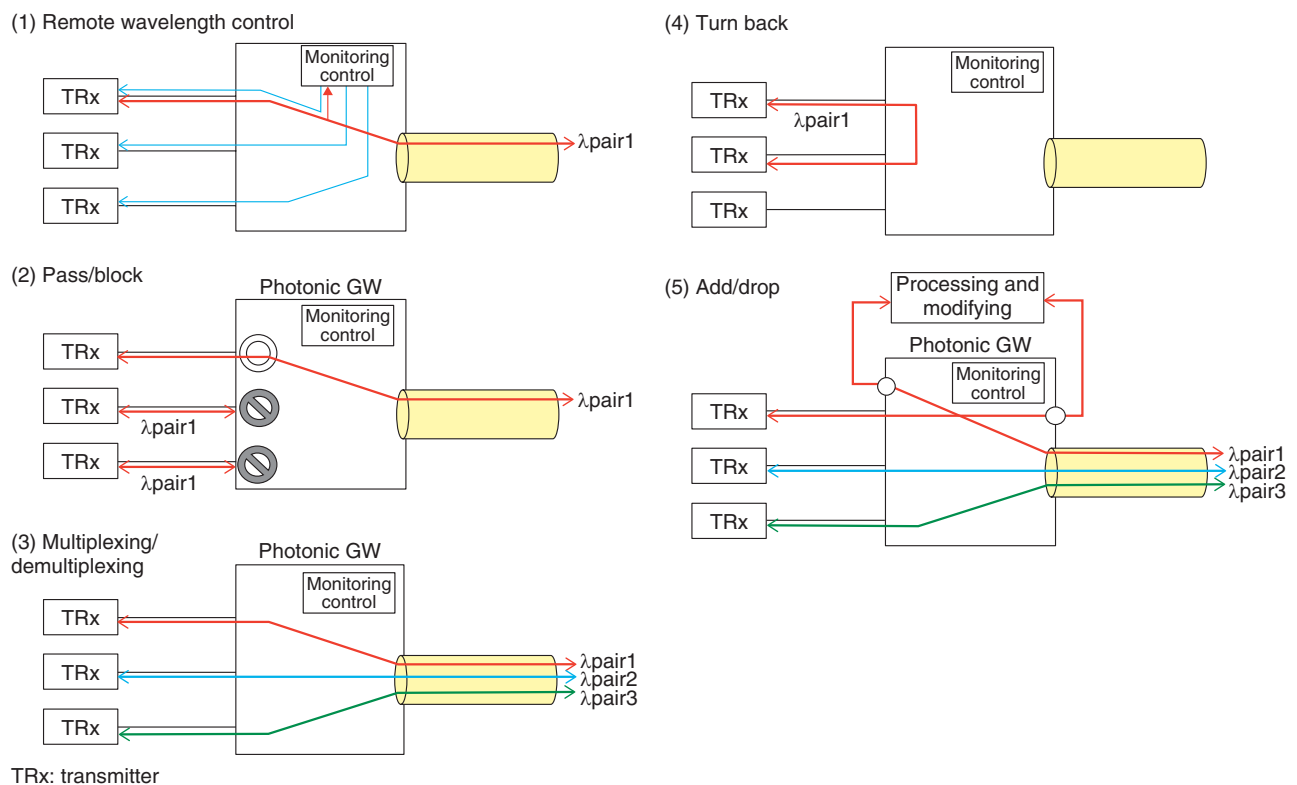 (1) Remote wavelength control
Monitoring
control
TRx
TRx
TRx
λpair1
(2) Pass/block
Photonic GW
Monitoring
control
TRx
TRx
λpair1
TRx
λpair1
λpair1
(3) Multiplexing/
demultiplexing
Photonic GW
Monitoring
control
TRx
TRx
TRx
λpair1
λpair2
λpair3
TRx: transmitter
(4) Turn back
Monitoring
control
TRx
λpair1
TRx
TRx
(5) Add/drop
Processing and
modifying
Photonic GW
Monitoring
control
TRx
TRx
TRx
λpair1
λpair2
λpair3